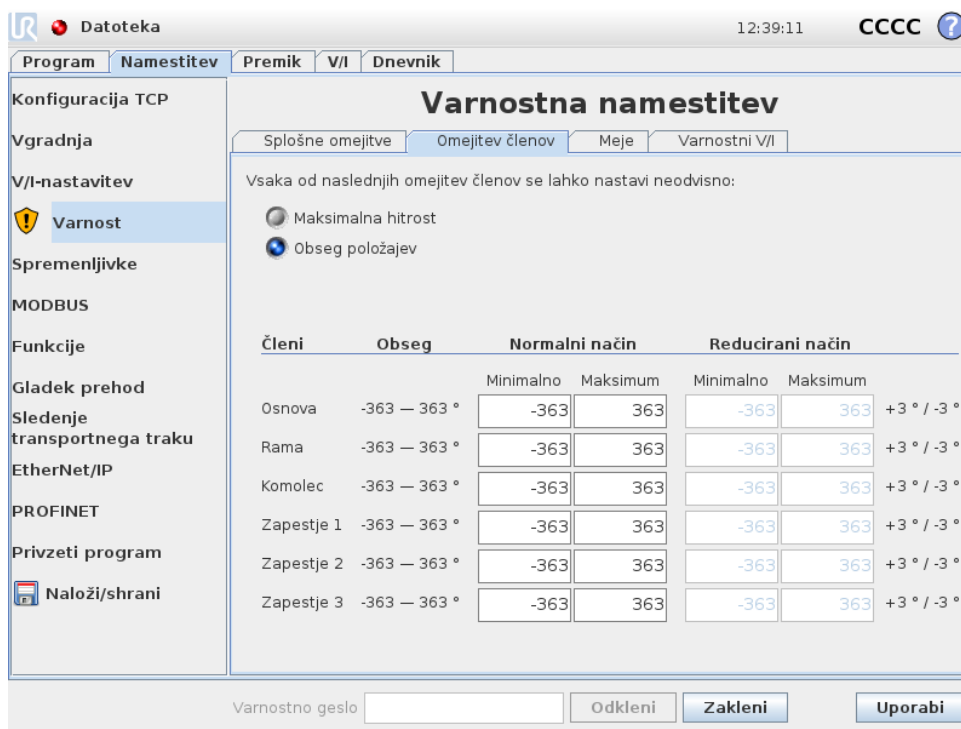 UR Datoteka 12:39:11 CCCC ?
Program Namestitev Premik V/I Dnevnik
Konfiguracija TCP
Vgradnja
V/I-nastavitev
Varnost
Spremenljivke
MODBUS
Funkcije
Gladek prehod
Sledenje
transportnega traku
EtherNet/IP
PROFINET
Privzeti program
Naloži/shrani
Varnostna namestitev
Splošne omejitve Omejitev členov Meje Varnostni V/I
Vsaka od naslednjih omejitev členov se lahko nastavi neodvisno:
Maksimalna hitrost
Obseg položajev
Členi Obseg Normalni način Reducirani način
Minimalno Maksimum Minimalno Maksimum
Osnova -363 — 363 ° -363 363 -363 363 +3 ° / -3 °
Rama -363 — 363 ° -363 363 -363 363 +3 ° / -3 °
Komolec -363 — 363 ° -363 363 -363 363 +3 ° / -3 °
Zapestje 1 -363 — 363 ° -363 363 -363 363 +3 ° / -3 °
Zapestje 2 -363 — 363 ° -363 363 -363 363 +3 ° / -3 °
Zapestje 3 -363 — 363 ° -363 363 -363 363 +3 ° / -3 °
Varnostno geslo Odkleni Zakleni Uporabi